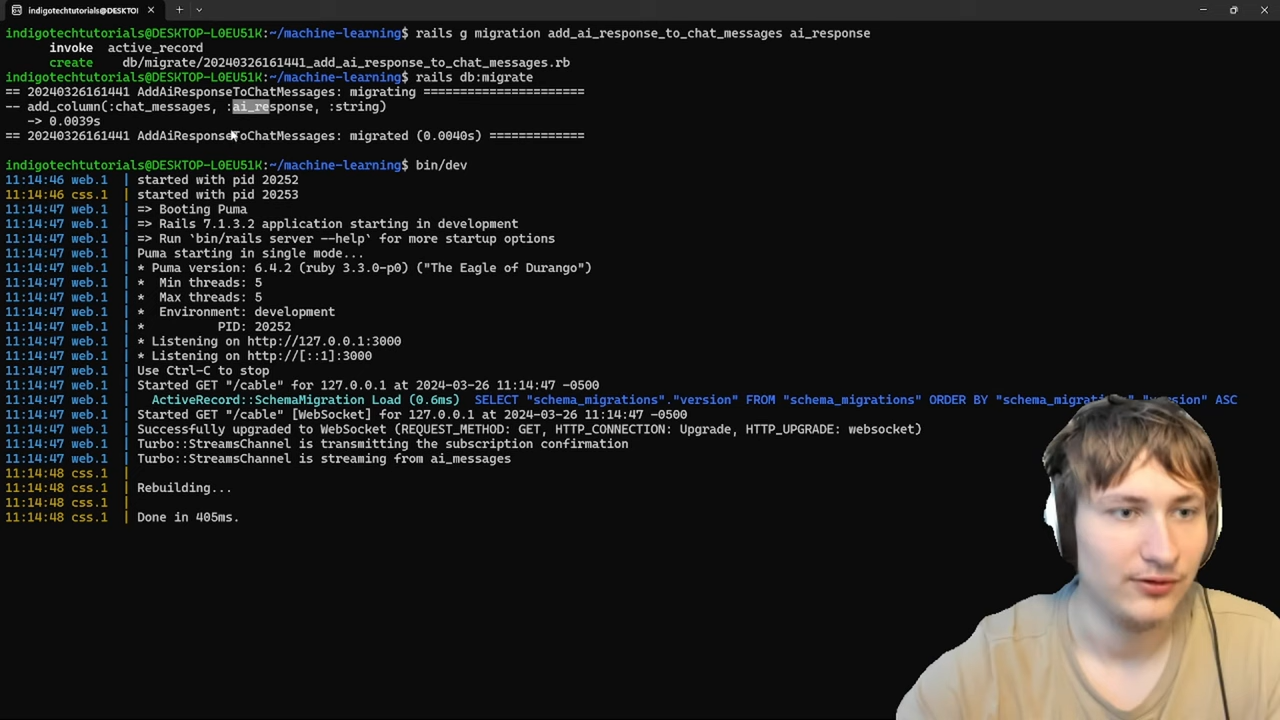 indigotechtutorials@DESKTOP-L0EU51K:
indigotechtutorials@DESKTOP-L0EU51K:~/machine-learning$ rails g migration add_ai_response_to_chat_messages ai_response
invoke active_record
create db/migrate/20240326161441_add_ai_response_to_chat_messages.rb
indigotechtutorials@DESKTOP-L0EU51K:~/machine-learning$ rails db:migrate
== 20240326161441 AddAiResponseToChatMessages: migrating ======================
-- add_column(:chat_messages, :ai_response, :string)
-> 0.0039s
== 20240326161441 AddAiResponseToChatMessages: migrated (0.0040s) =============
indigotechtutorials@DESKTOP-L0EU51K:~/machine-learning$ bin/dev
11:14:46 web.1 | started with pid 20252
11:14:46 css.1 | started with pid 20253
11:14:47 web.1 | => Booting Puma
11:14:47 web.1 | => Rails 7.1.3.2 application starting in development
11:14:47 web.1 | => Run `bin/rails server --help` for more startup options
11:14:47 web.1 | Puma starting in single mode...
11:14:47 web.1 | * Puma version: 6.4.2 (ruby 3.3.0-p0) ("The Eagle of Durango")
11:14:47 web.1 | * Min threads: 5
11:14:47 web.1 | * Max threads: 5
11:14:47 web.1 | * Environment: development
11:14:47 web.1 | * PID: 20252
11:14:47 web.1 | * Listening on http://127.0.0.1:3000
11:14:47 web.1 | * Listening on http://[::1]:3000
11:14:47 web.1 | Use Ctrl-C to stop
11:14:47 web.1 | Started GET "/cable" for 127.0.0.1 at 2024-03-26 11:14:47 -0500
11:14:47 web.1 | ActiveRecord::SchemaMigration Load (0.6ms) SELECT "schema_migrations"."version" FROM "schema_migrations" ORDER BY "schema_migrations"."version" ASC
11:14:47 web.1 | Started GET "/cable" [WebSocket] for 127.0.0.1 at 2024-03-26 11:14:47 -0500
11:14:47 web.1 | Successfully upgraded to WebSocket (REQUEST_METHOD: GET, HTTP_CONNECTION: Upgrade, HTTP_UPGRADE: websocket)
11:14:47 web.1 | Turbo::StreamsChannel is transmitting the subscription confirmation
11:14:47 web.1 | Turbo::StreamsChannel is streaming from ai_messages
11:14:48 css.1 |
11:14:48 css.1 | Rebuilding...
11:14:48 css.1 |
11:14:48 css.1 | Done in 405ms.